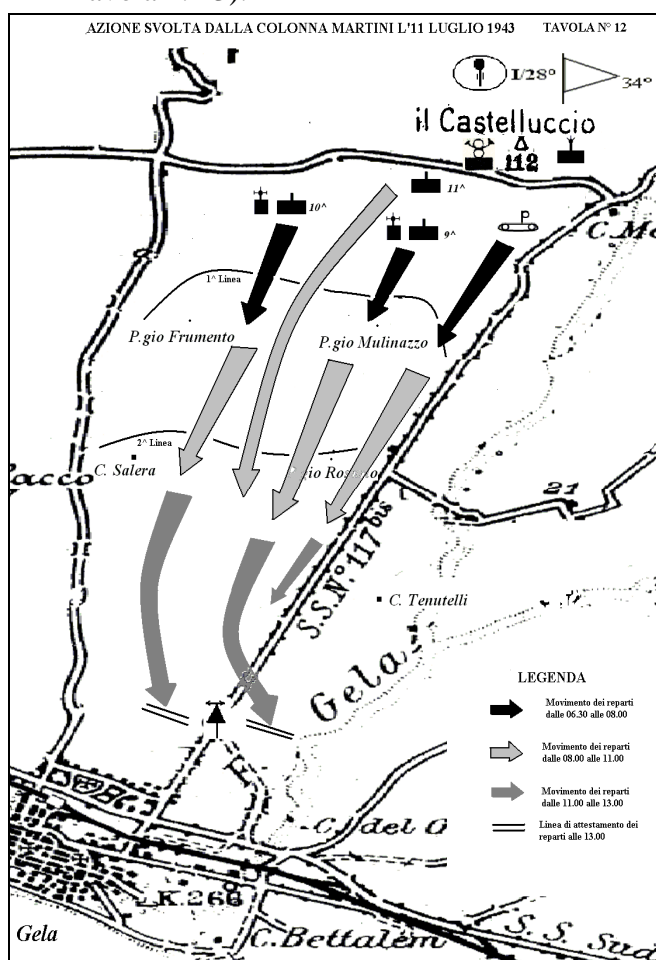 AZIONE SVOLTA DALLA COLONNA MARTINI L'11 LUGLIO 1943 TAVOLA N° 12
I/28°
34°
il Castelluccio
112
11^
10^
9^
P
1^ Linea
P.gio Frumento
P.gio Mulinazzo
2^ Linea
C. Salera
gio
acco
21
S.S.N.° 117 bis
C. Tenutelli
Gela
LEGENDA
Movimento dei reparti
dalle 06.30 alle 08.00
Movimento dei reparti
dalle 08.00 alle 11.00
Movimento dei reparti
dalle 11.00 alle 13.00
Linea di attestamento dei
reparti alle 13.00
C. del G
K.266
Gela
C. Bettalem
S. S. Sud